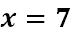 x = 7